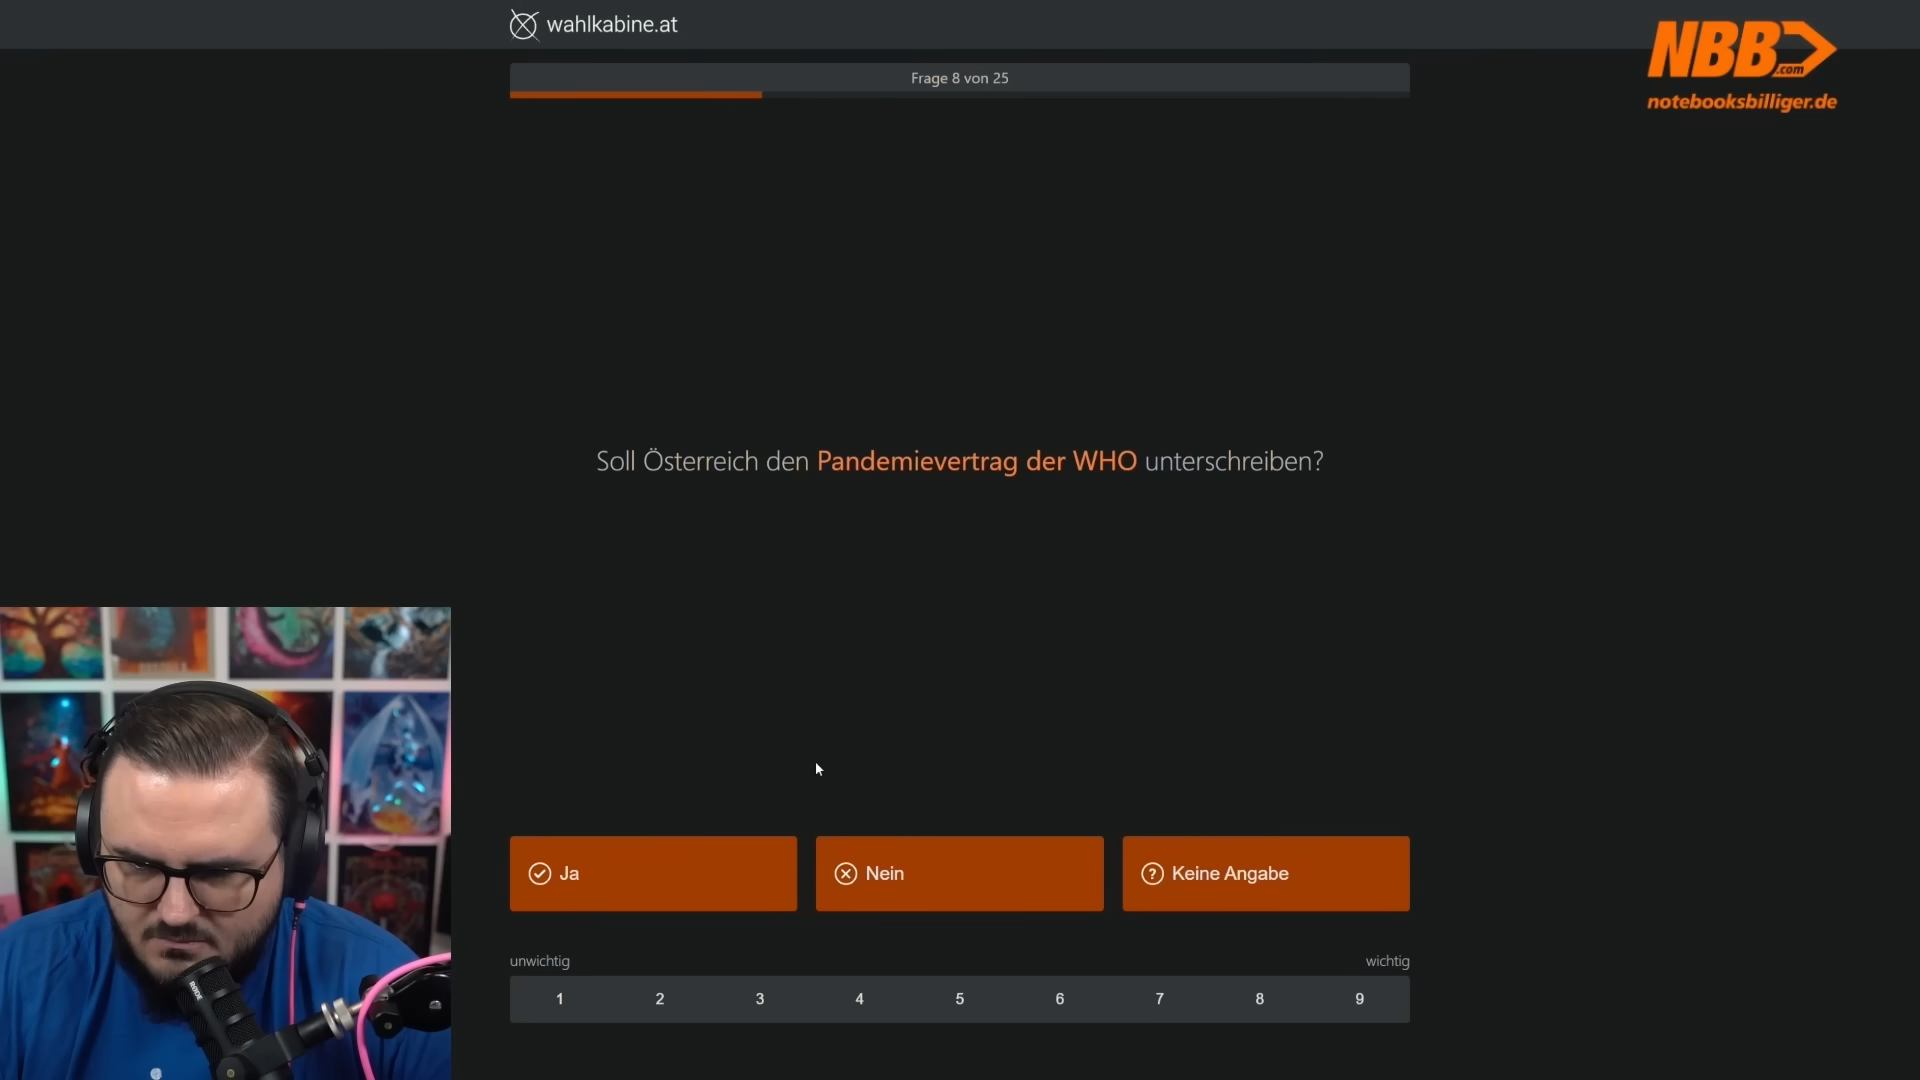 wahlkabine.at
NBB.com
notebooksbilliger.de
Frage 8 von 25
Soll Österreich den Pandemievertrag der WHO unterschreiben?
Ja
Nein
? Keine Angabe
unwichtig
wichtig
1 2 3 4 5 6 7 8 9
RODE